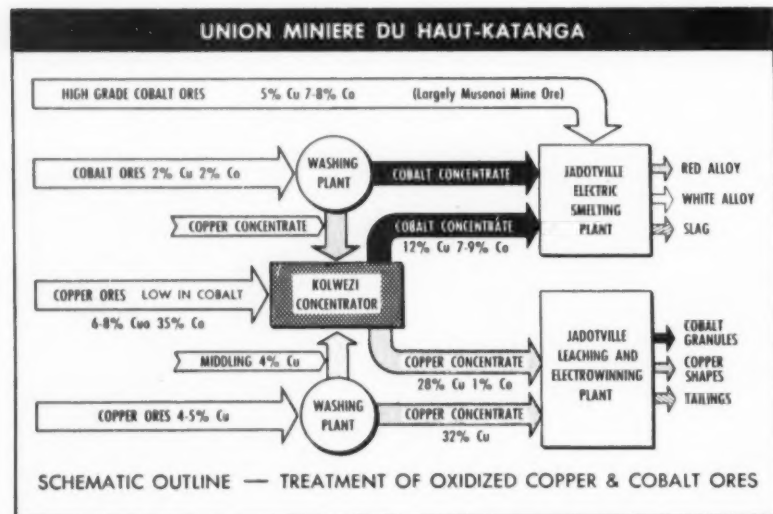 UNION MINIERE DU HAUT-KATANGA
HIGH GRADE COBALT ORES 5% Cu 7-8% Co (Largely Musonoi Mine Ore)
COBALT ORES 2% Cu 2% Co
WASHING
PLANT
COBALT CONCENTRATE
JADOTVILLE
ELECTRIC
SMELTING
PLANT
RED ALLOY
WHITE ALLOY
SLAG
COPPER CONCENTRATE
COBALT CONCENTRATE
12% Cu 7-9% Co
COPPER ORES LOW IN COBALT
6-8% Cuo 35% Co
KOLWEZI
CONCENTRATOR
MIDDLING 4% Cu
COPPER CONCENTRATE
28% Cu 1% Co
JADOTVILLE
LEACHING AND
ELECTROWINNING
PLANT
COBALT
GRANULES
COPPER
SHAPES
TAILINGS
COPPER ORES 4-5% Cu
WASHING
PLANT
COPPER CONCENTRATE
32% Cu
SCHEMATIC OUTLINE — TREATMENT OF OXIDIZED COPPER & COBALT ORES